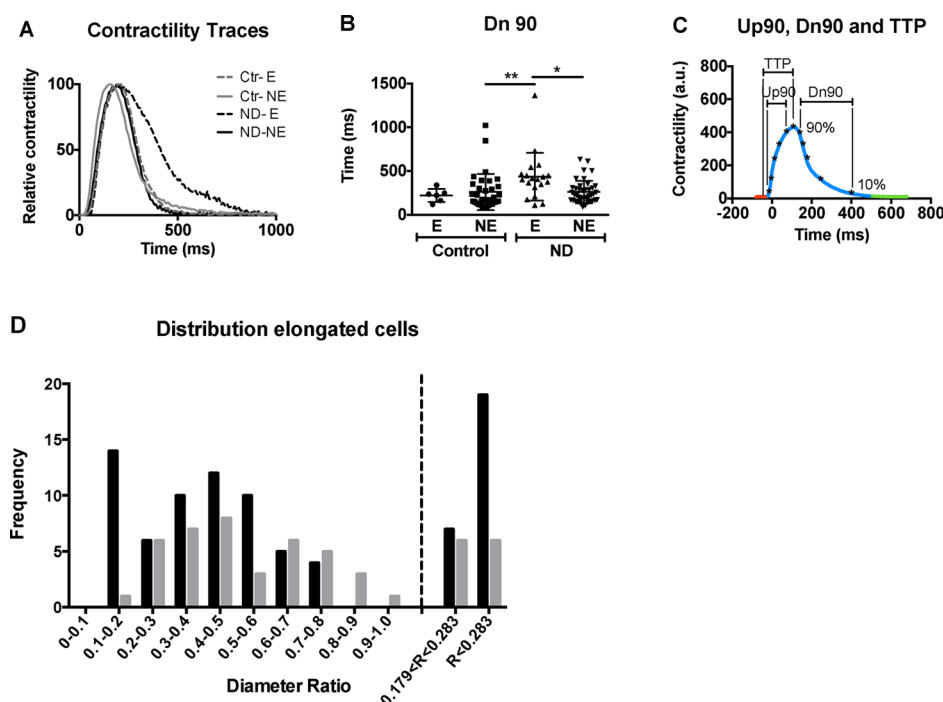 A
Contractility Traces
Relative contractility
100
50
0
0
500
1000
Time (ms)
Ctr- E
Ctr- NE
ND- E
ND-NE
B
Dn 90
Time (ms)
1500
1000
500
0
**
*
E
NE
E
NE
Control
ND
C
Up90, Dn90 and TTP
Contractility (a.u.)
800
600
400
200
0
-200
0
200
400
600
800
Time (ms)
TTP
Up90
Dn90
90%
10%
D
Distribution elongated cells
Frequency
20
15
10
5
0
0-0.1
0.1-0.2
0.2-0.3
0.3-0.4
0.4-0.5
0.5-0.6
0.6-0.7
0.7-0.8
0.8-0.9
0.9-1.0
0.179<R<0.283
R<0.283
Diameter Ratio